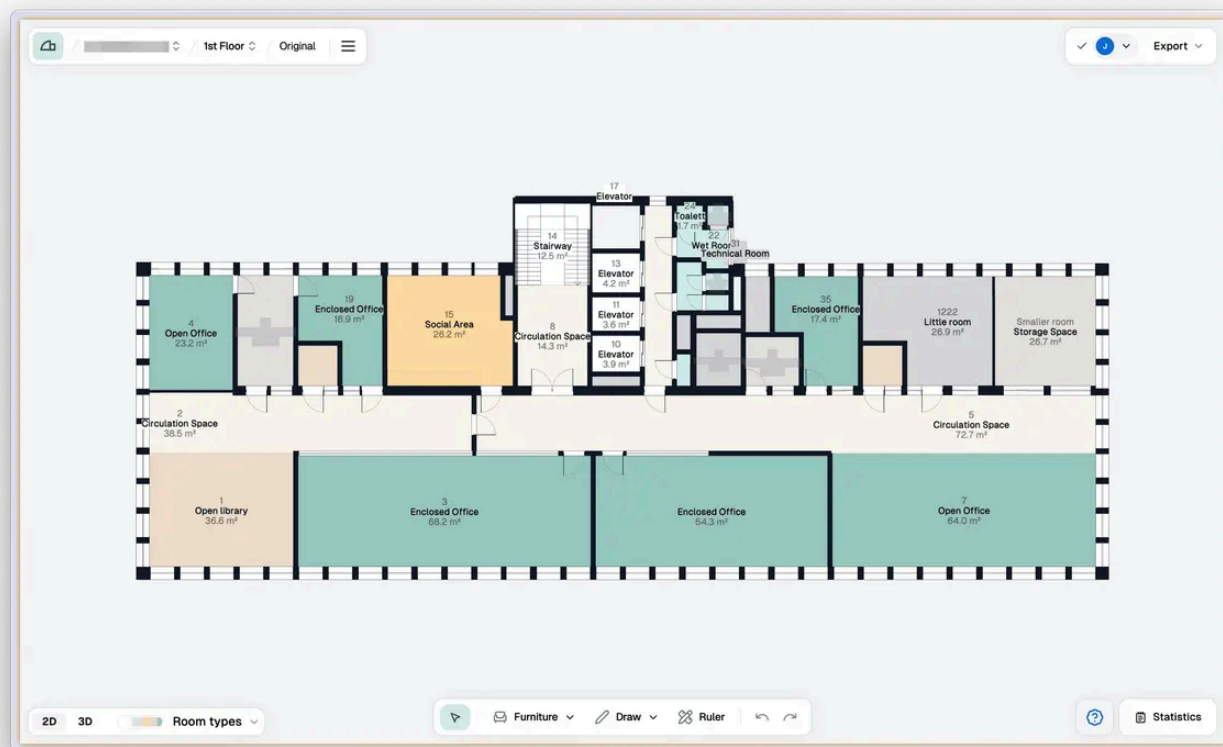 1st Floor
Original
J
Export
17
Elevator
24
Toalett
1.7 m²
22
Wet Room
31
Technical Room
14
Stairway
12.5 m²
13
Elevator
4.2 m²
11
Elevator
3.6 m²
10
Elevator
3.9 m²
4
Open Office
23.2 m²
19
Enclosed Office
16.9 m²
15
Social Area
26.2 m²
8
Circulation Space
14.3 m²
35
Enclosed Office
17.4 m²
1222
Little room
26.9 m²
Smaller room
Storage Space
26.7 m²
2
Circulation Space
38.5 m²
5
Circulation Space
72.7 m²
1
Open library
36.6 m²
3
Enclosed Office
68.2 m²
Enclosed Office
54.3 m²
7
Open Office
64.0 m²
2D
3D
Room types
Furniture
Draw
Ruler
?
Statistics